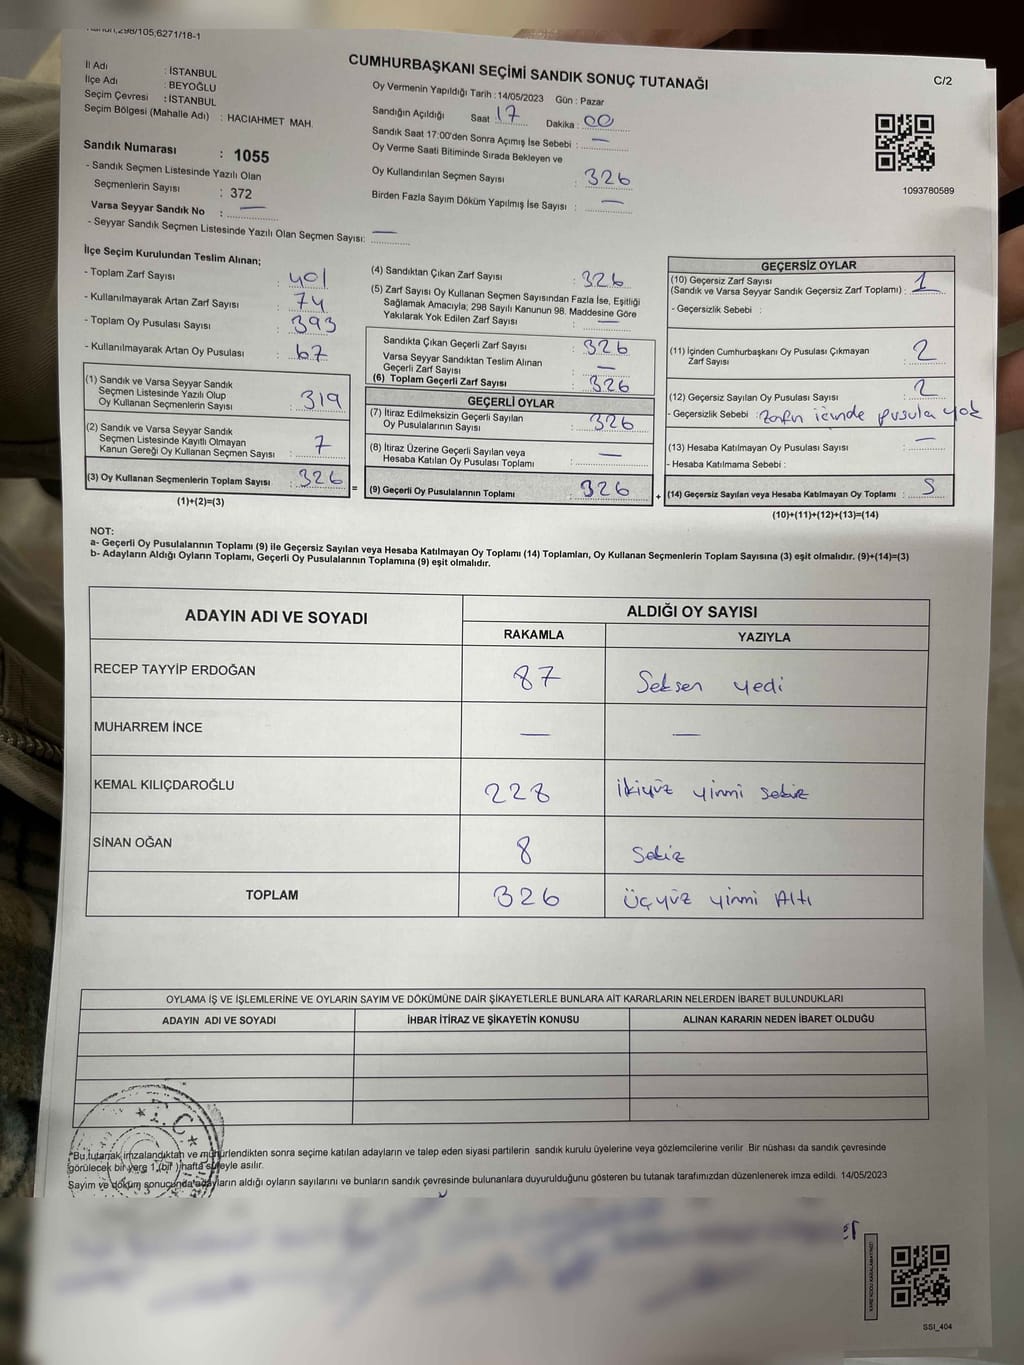 Kanun,298/105,6271/18-1
CUMHURBAŞKANI SEÇİMİ SANDIK SONUÇ TUTANAĞI
C/2
İl Adı : İSTANBUL
İlçe Adı : BEYOĞLU
Seçim Çevresi : İSTANBUL
Seçim Bölgesi (Mahalle Adı) : HACIAHMET MAH.
Sandık Numarası : 1055
- Sandık Seçmen Listesinde Yazılı Olan
Seçmenlerin Sayısı : 372
Varsa Seyyar Sandık No : —
- Seyyar Sandık Seçmen Listesinde Yazılı Olan Seçmen Sayısı: —
Oy Vermenin Yapıldığı Tarih : 14/05/2023 Gün : Pazar
Sandığın Açıldığı Saat 17 Dakika : 00
Sandık Saat 17:00'den Sonra Açımış İse Sebebi : —
Oy Verme Saati Bitiminde Sırada Bekleyen ve
Oy Kullandırılan Seçmen Sayısı : 326
Birden Fazla Sayım Döküm Yapılmış İse Sayısı : —
1093780589
İlçe Seçim Kurulundan Teslim Alınan;
- Toplam Zarf Sayısı : 401
- Kullanılmayarak Artan Zarf Sayısı : 74
- Toplam Oy Pusulası Sayısı : 393
- Kullanılmayarak Artan Oy Pusulası : 67
(1) Sandık ve Varsa Seyyar Sandık
Seçmen Listesinde Yazılı Olup
Oy Kullanan Seçmenlerin Sayısı : 319
(2) Sandık ve Varsa Seyyar Sandık
Seçmen Listesinde Kayıtlı Olmayan
Kanun Gereği Oy Kullanan Seçmen Sayısı : 7
(3) Oy Kullanan Seçmenlerin Toplam Sayısı : 326
(1)+(2)=(3)
=
(4) Sandıktan Çıkan Zarf Sayısı : 326
(5) Zarf Sayısı Oy Kullanan Seçmen Sayısından Fazla İse, Eşitliği
Sağlamak Amacıyla; 298 Sayılı Kanunun 98. Maddesine Göre
Yakılarak Yok Edilen Zarf Sayısı : —
Sandıkta Çıkan Geçerli Zarf Sayısı : 326
Varsa Seyyar Sandıktan Teslim Alınan
Geçerli Zarf Sayısı : —
(6) Toplam Geçerli Zarf Sayısı : 326
GEÇERLİ OYLAR
(7) İtiraz Edilmeksizin Geçerli Sayılan
Oy Pusulalarının Sayısı : 326
(8) İtiraz Üzerine Geçerli Sayılan veya
Hesaba Katılan Oy Pusulası Toplamı : —
(9) Geçerli Oy Pusulalarının Toplamı : 326
+
GEÇERSİZ OYLAR
(10) Geçersiz Zarf Sayısı
(Sandık ve Varsa Seyyar Sandık Geçersiz Zarf Toplamı) : 1
- Geçersizlik Sebebi :
(11) İçinden Cumhurbaşkanı Oy Pusulası Çıkmayan
Zarf Sayısı : 2
(12) Geçersiz Sayılan Oy Pusulası Sayısı : 2
- Geçersizlik Sebebi : Zarfın içinde pusula yok
(13) Hesaba Katılmayan Oy Pusulası Sayısı : —
- Hesaba Katılmama Sebebi :
(14) Geçersiz Sayılan veya Hesaba Katılmayan Oy Toplamı : 5
(10)+(11)+(12)+(13)=(14)
NOT:
a- Geçerli Oy Pusulalarının Toplamı (9) ile Geçersiz Sayılan veya Hesaba Katılmayan Oy Toplamı (14) Toplamları, Oy Kullanan Seçmenlerin Toplam Sayısına (3) eşit olmalıdır. (9)+(14)=(3)
b- Adayların Aldığı Oyların Toplamı, Geçerli Oy Pusulalarının Toplamına (9) eşit olmalıdır.
ADAYIN ADI VE SOYADI ALDIĞI OY SAYISI
RAKAMLA YAZIYLA
RECEP TAYYİP ERDOĞAN 87 Seksen yedi
MUHARREM İNCE — —
KEMAL KILIÇDAROĞLU 228 İkiyüz yirmi sekiz
SİNAN OĞAN 8 Sekiz
TOPLAM 326 Üçyüz yirmi Altı
OYLAMA İŞ VE İŞLEMLERİNE VE OYLARIN SAYIM VE DÖKÜMÜNE DAİR ŞİKAYETLERLE BUNLARA AİT KARARLARIN NELERDEN İBARET BULUNDUKLARI
ADAYIN ADI VE SOYADI İHBAR İTİRAZ VE ŞİKAYETİN KONUSU ALINAN KARARIN NEDEN İBARET OLDUĞU
T.C
"Bu tutanak imzalandıktan ve mühürlendikten sonra seçime katılan adayların ve talep eden siyasi partilerin sandık kurulu üyelerine veya gözlemcilerine verilir. Bir nüshası da sandık çevresinde
görülecek bir yere 1 (bir) hafta süreyle asılır.
Sayım ve döküm sonucunda adayların aldığı oyların sayılarını ve bunların sandık çevresinde bulunanlara duyurulduğunu gösteren bu tutanak tarafımızdan düzenlenerek imza edildi. 14/05/2023
KARE KODU KARALAMAYINIZ!
SSI_404